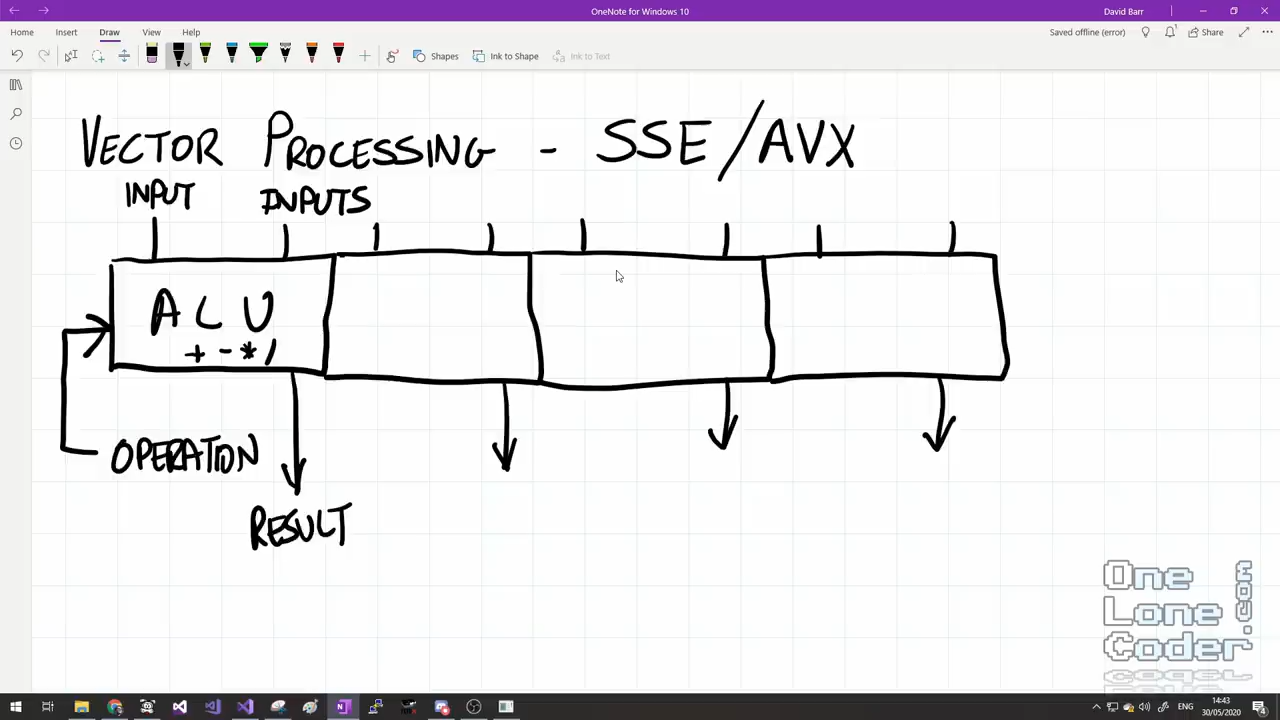 OneNote for Windows 10
David Barr
Home Insert Draw View Help
Saved offline (error)
Share
Shapes
Ink to Shape
Ink to Text
VECTOR PROCESSING - SSE/AVX
INPUT INPUTS
ALU
+ - * /
OPERATION
RESULT
One
Lone
Coder
.com
14:43
30/05/2020
4